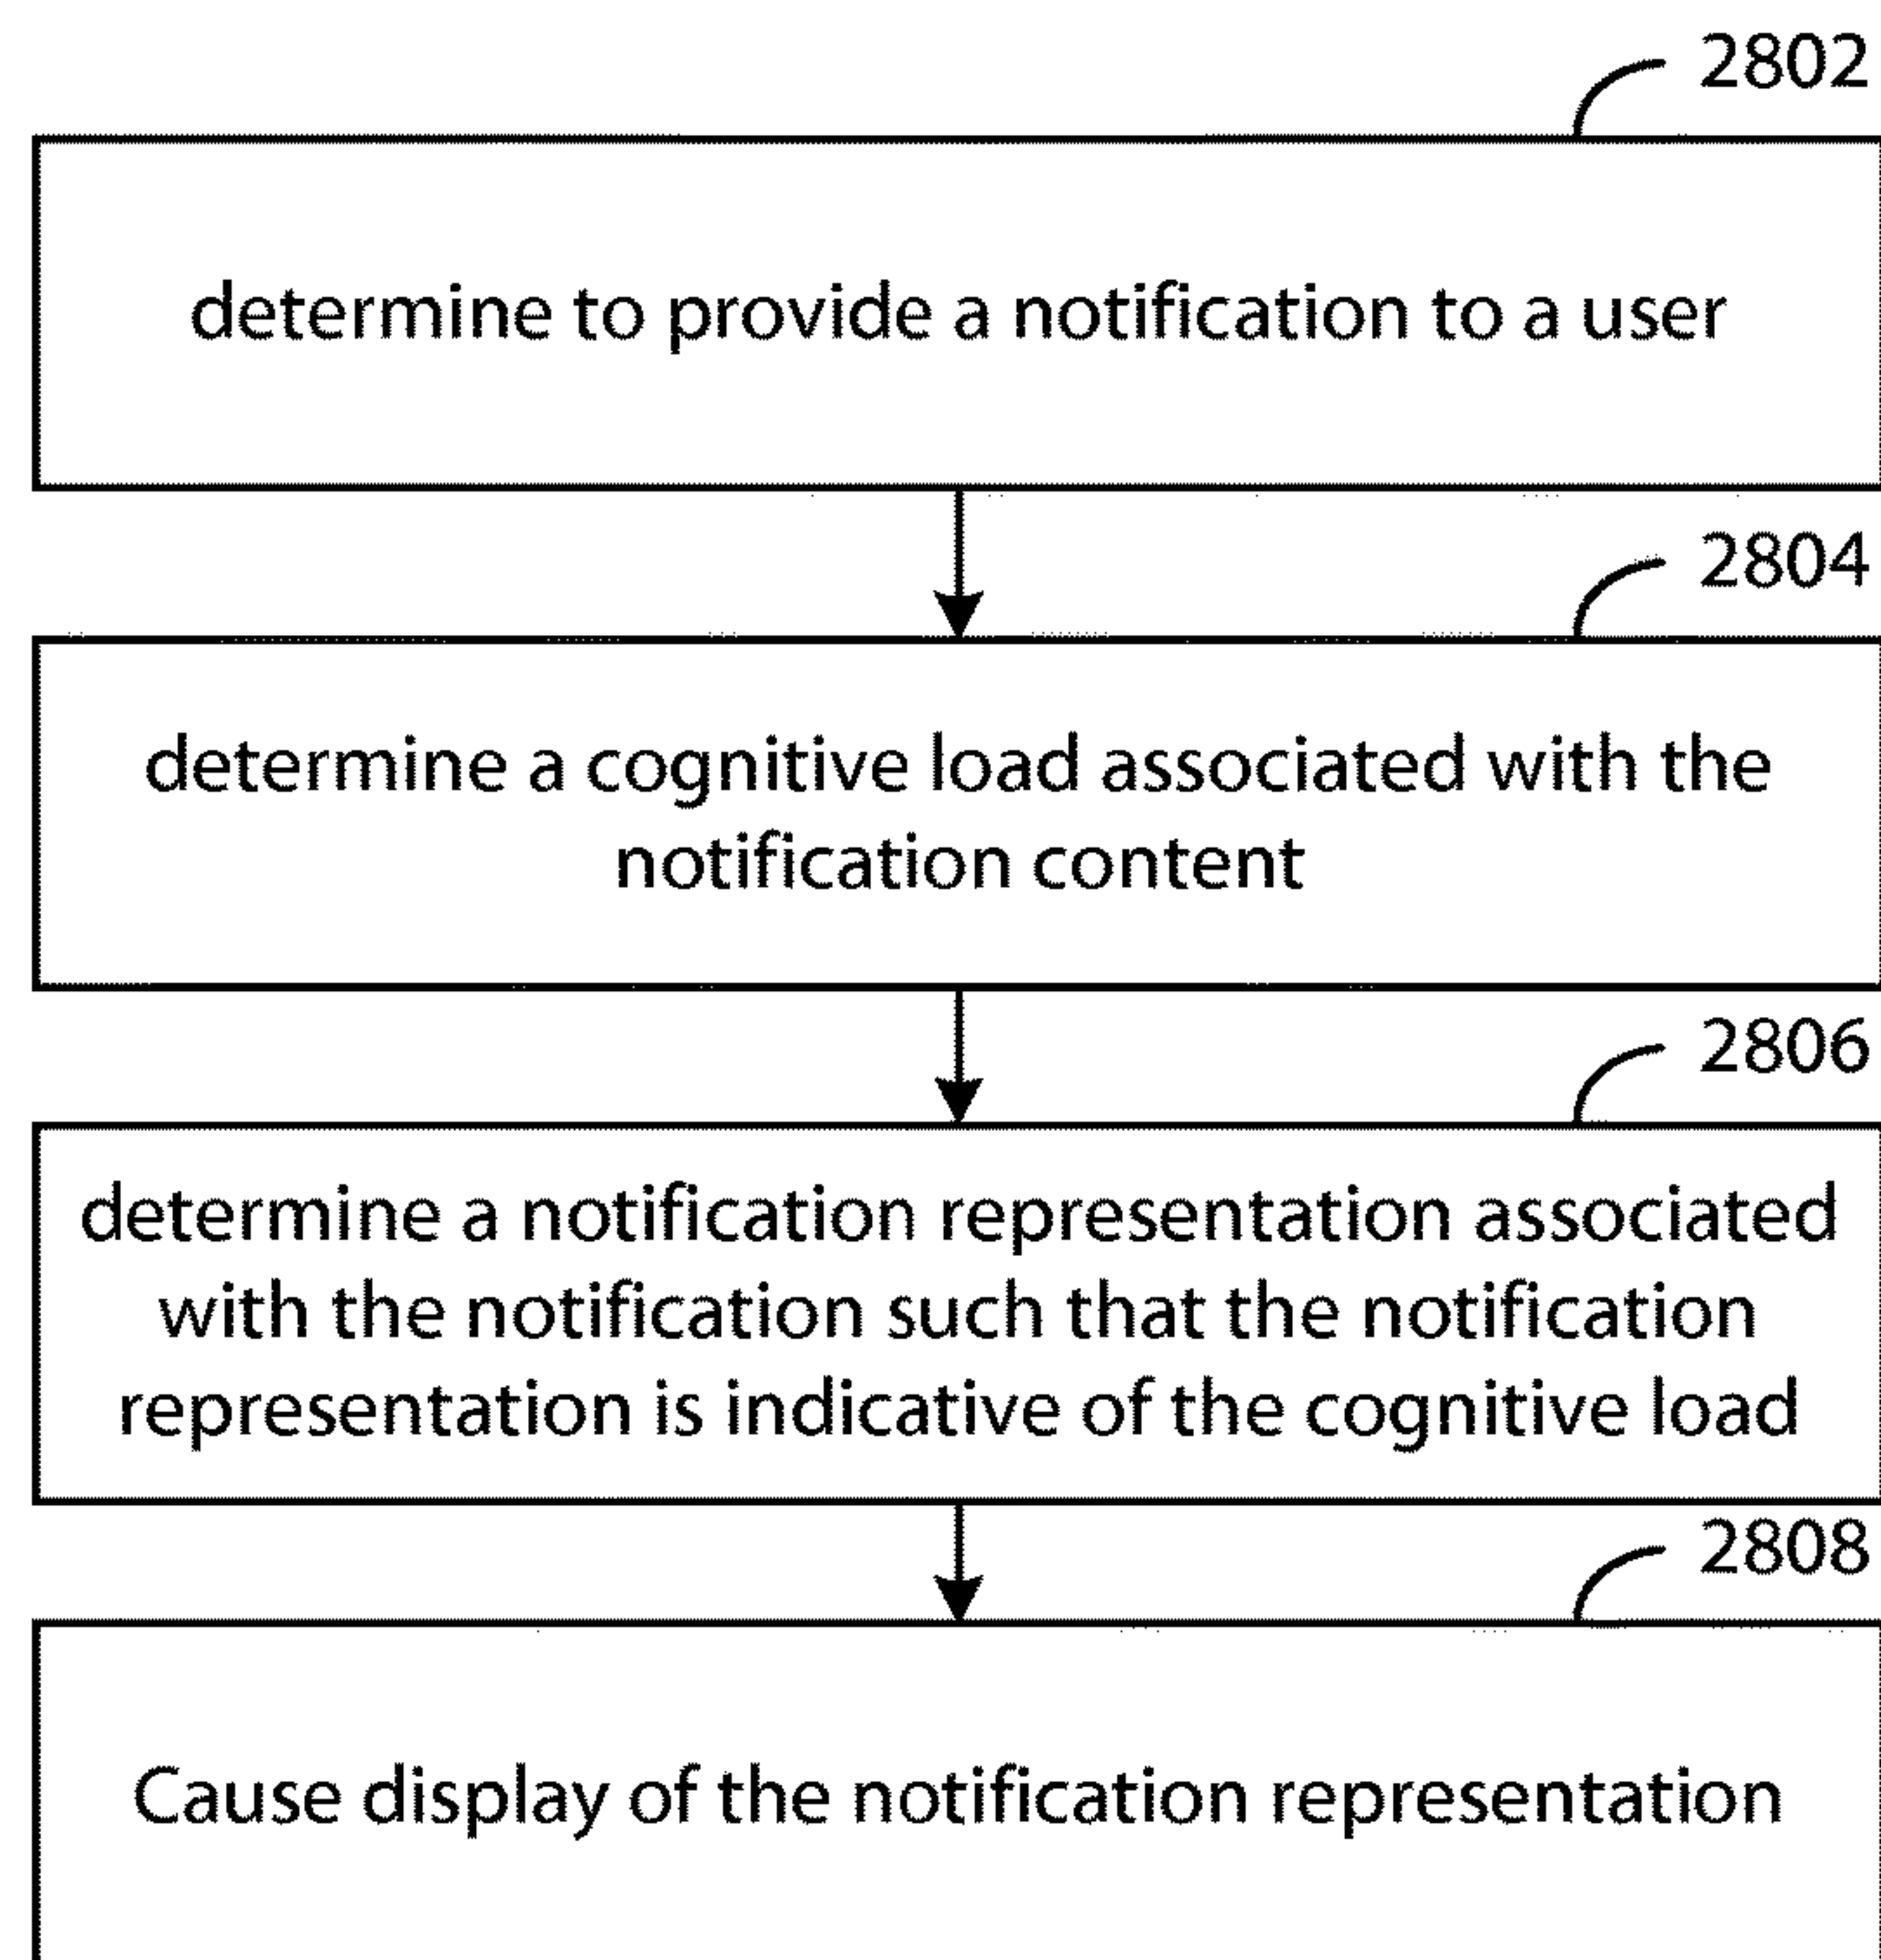 2802
determine to provide a notification to a user
2804
determine a cognitive load associated with the
notification content
2806
determine a notification representation associated
with the notification such that the notification
representation is indicative of the cognitive load
2808
Cause display of the notification representation